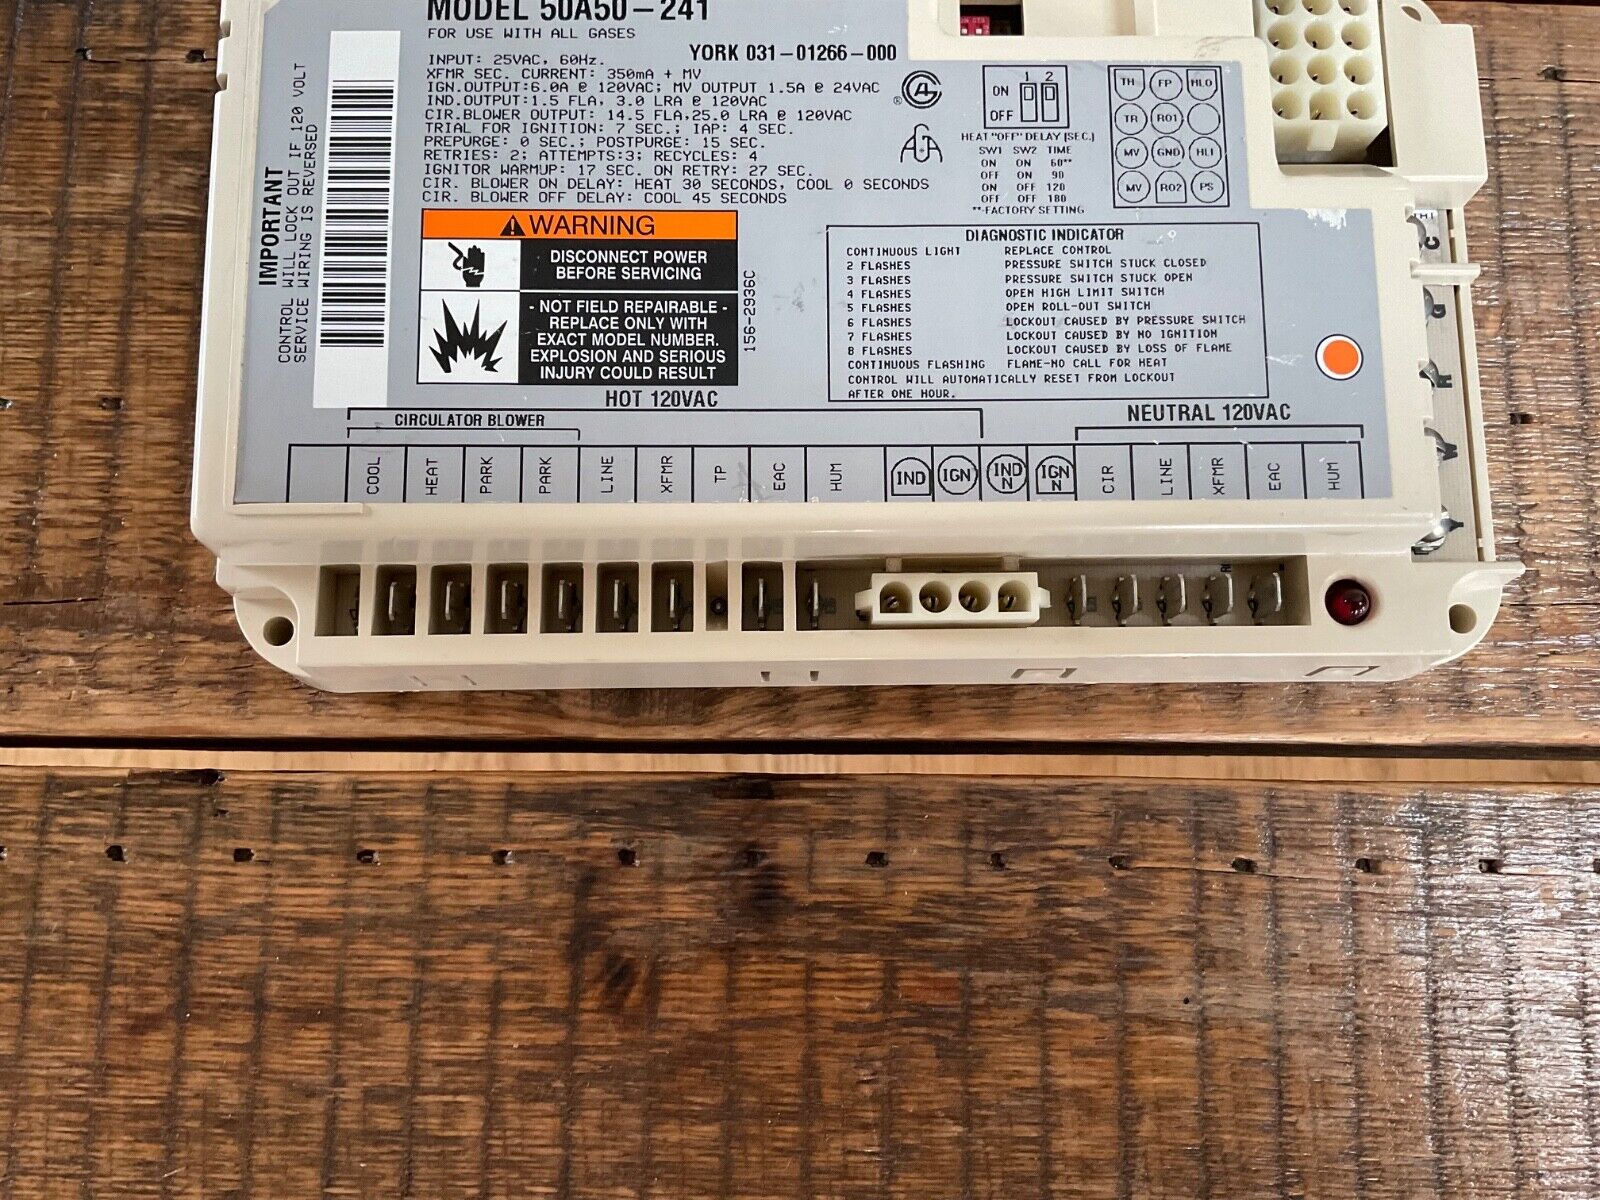 MODEL 50A50-241
FOR USE WITH ALL GASES
YORK 031-01266-000
INPUT: 25VAC, 60Hz.
XFMR SEC. CURRENT: 350mA + MV
IGN.OUTPUT:6.0A @ 120VAC; MV OUTPUT 1.5A @ 24VAC
IND.OUTPUT:1.5 FLA, 3.0 LRA @ 120VAC
CIR.BLOWER OUTPUT: 14.5 FLA,25.0 LRA @ 120VAC
TRIAL FOR IGNITION: 7 SEC.; IAP: 4 SEC.
PREPURGE: 0 SEC.; POSTPURGE: 15 SEC.
RETRIES: 2; ATTEMPTS:3; RECYCLES: 4
IGNITOR WARMUP: 17 SEC. ON RETRY: 27 SEC.
CIR. BLOWER ON DELAY: HEAT 30 SECONDS, COOL 0 SECONDS
CIR. BLOWER OFF DELAY: COOL 45 SECONDS
IMPORTANT
CONTROL WILL LOCK OUT IF 120 VOLT
SERVICE WIRING IS REVERSED
WARNING
DISCONNECT POWER
BEFORE SERVICING
- NOT FIELD REPAIRABLE -
REPLACE ONLY WITH
EXACT MODEL NUMBER.
EXPLOSION AND SERIOUS
INJURY COULD RESULT
156-2936C
1 2
ON
OFF
HEAT "OFF" DELAY [SEC.]
SW1 SW2 TIME
ON ON 60**
OFF ON 90
ON OFF 120
OFF OFF 180
**-FACTORY SETTING
TH FP HLO
TR RO1
MV GND HLI
MV RO2 PS
DIAGNOSTIC INDICATOR
CONTINUOUS LIGHT REPLACE CONTROL
2 FLASHES PRESSURE SWITCH STUCK CLOSED
3 FLASHES PRESSURE SWITCH STUCK OPEN
4 FLASHES OPEN HIGH LIMIT SWITCH
5 FLASHES OPEN ROLL-OUT SWITCH
6 FLASHES LOCKOUT CAUSED BY PRESSURE SWITCH
7 FLASHES LOCKOUT CAUSED BY NO IGNITION
8 FLASHES LOCKOUT CAUSED BY LOSS OF FLAME
CONTINUOUS FLASHING FLAME-NO CALL FOR HEAT
CONTROL WILL AUTOMATICALLY RESET FROM LOCKOUT
AFTER ONE HOUR.
HOT 120VAC
CIRCULATOR BLOWER
NEUTRAL 120VAC
COOL HEAT PARK PARK LINE XFMR TP EAC HUM IND IGN IND N IGN N CIR LINE XFMR EAC HUM
C
G
R
W
Y